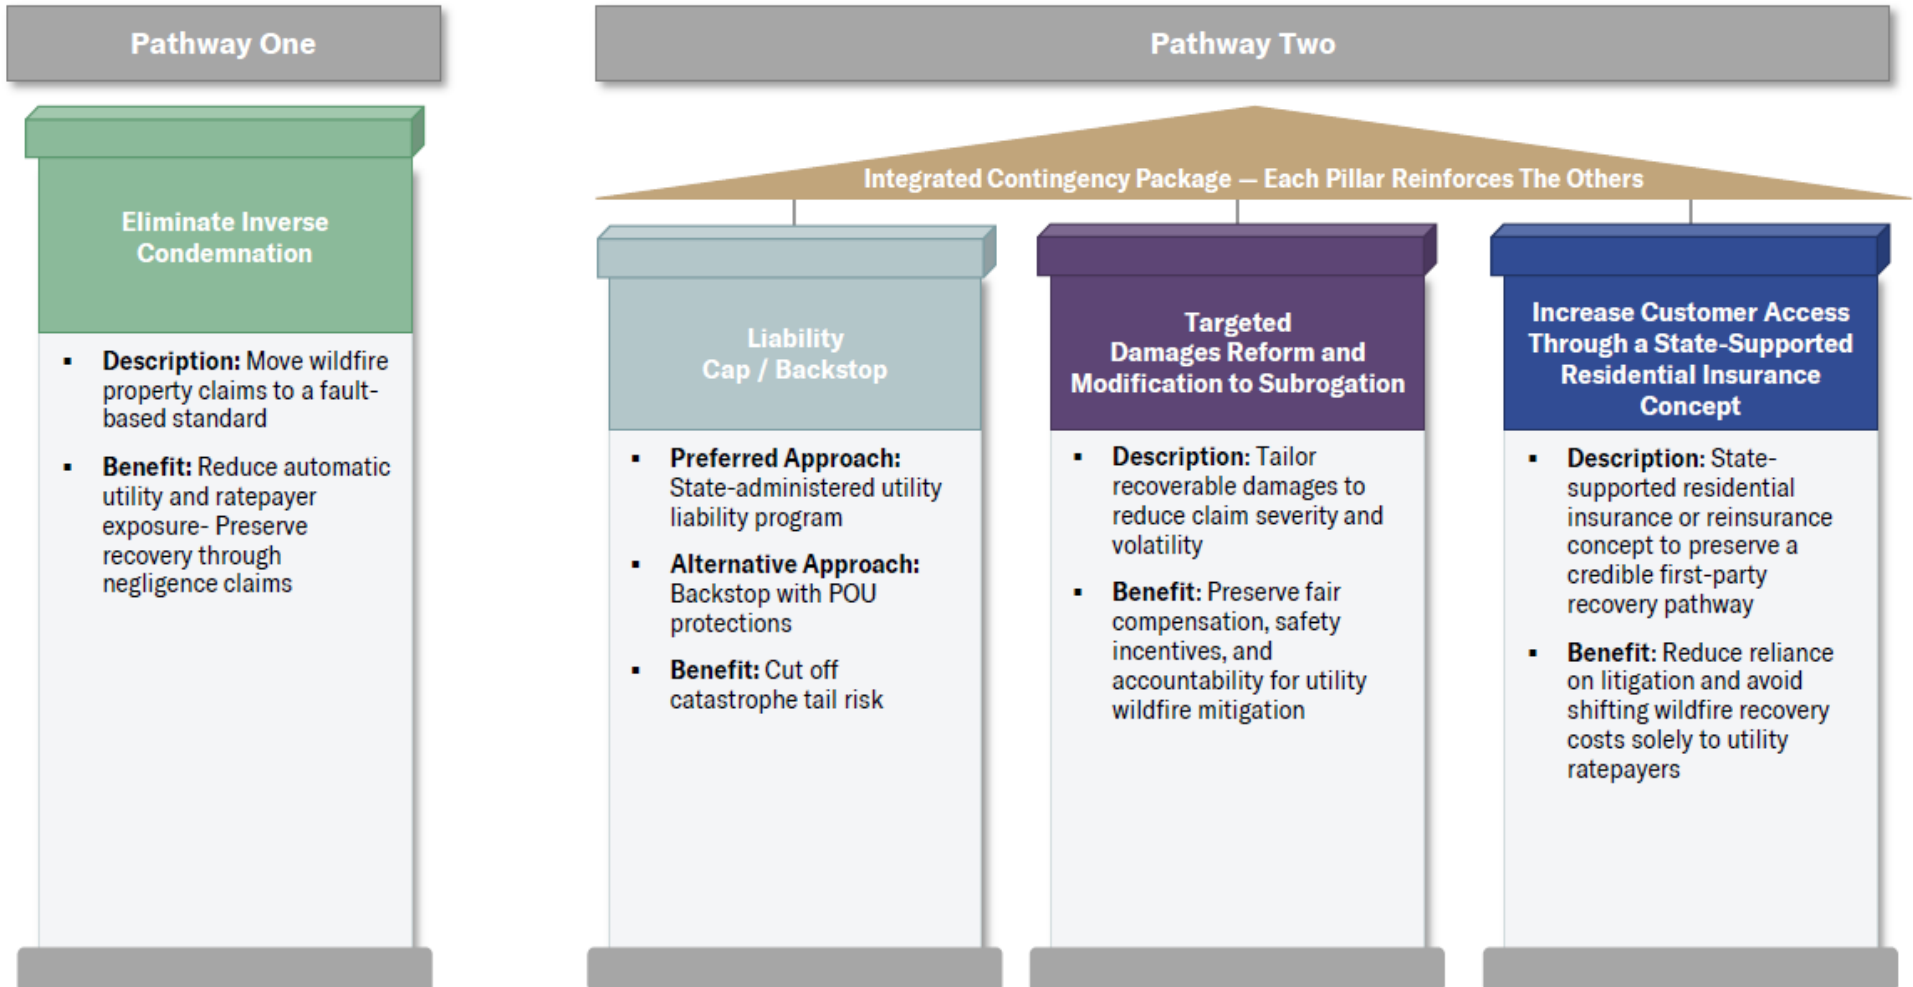 Pathway One
Eliminate Inverse
Condemnation
▪ Description: Move wildfire
property claims to a fault-
based standard
▪ Benefit: Reduce automatic
utility and ratepayer
exposure- Preserve
recovery through
negligence claims
Pathway Two
Integrated Contingency Package — Each Pillar Reinforces The Others
Liability
Cap / Backstop
▪ Preferred Approach:
State-administered utility
liability program
▪ Alternative Approach:
Backstop with POU
protections
▪ Benefit: Cut off
catastrophe tail risk
Targeted
Damages Reform and
Modification to Subrogation
▪ Description: Tailor
recoverable damages to
reduce claim severity and
volatility
▪ Benefit: Preserve fair
compensation, safety
incentives, and
accountability for utility
wildfire mitigation
Increase Customer Access
Through a State-Supported
Residential Insurance
Concept
▪ Description: State-
supported residential
insurance or reinsurance
concept to preserve a
credible first-party
recovery pathway
▪ Benefit: Reduce reliance
on litigation and avoid
shifting wildfire recovery
costs solely to utility
ratepayers